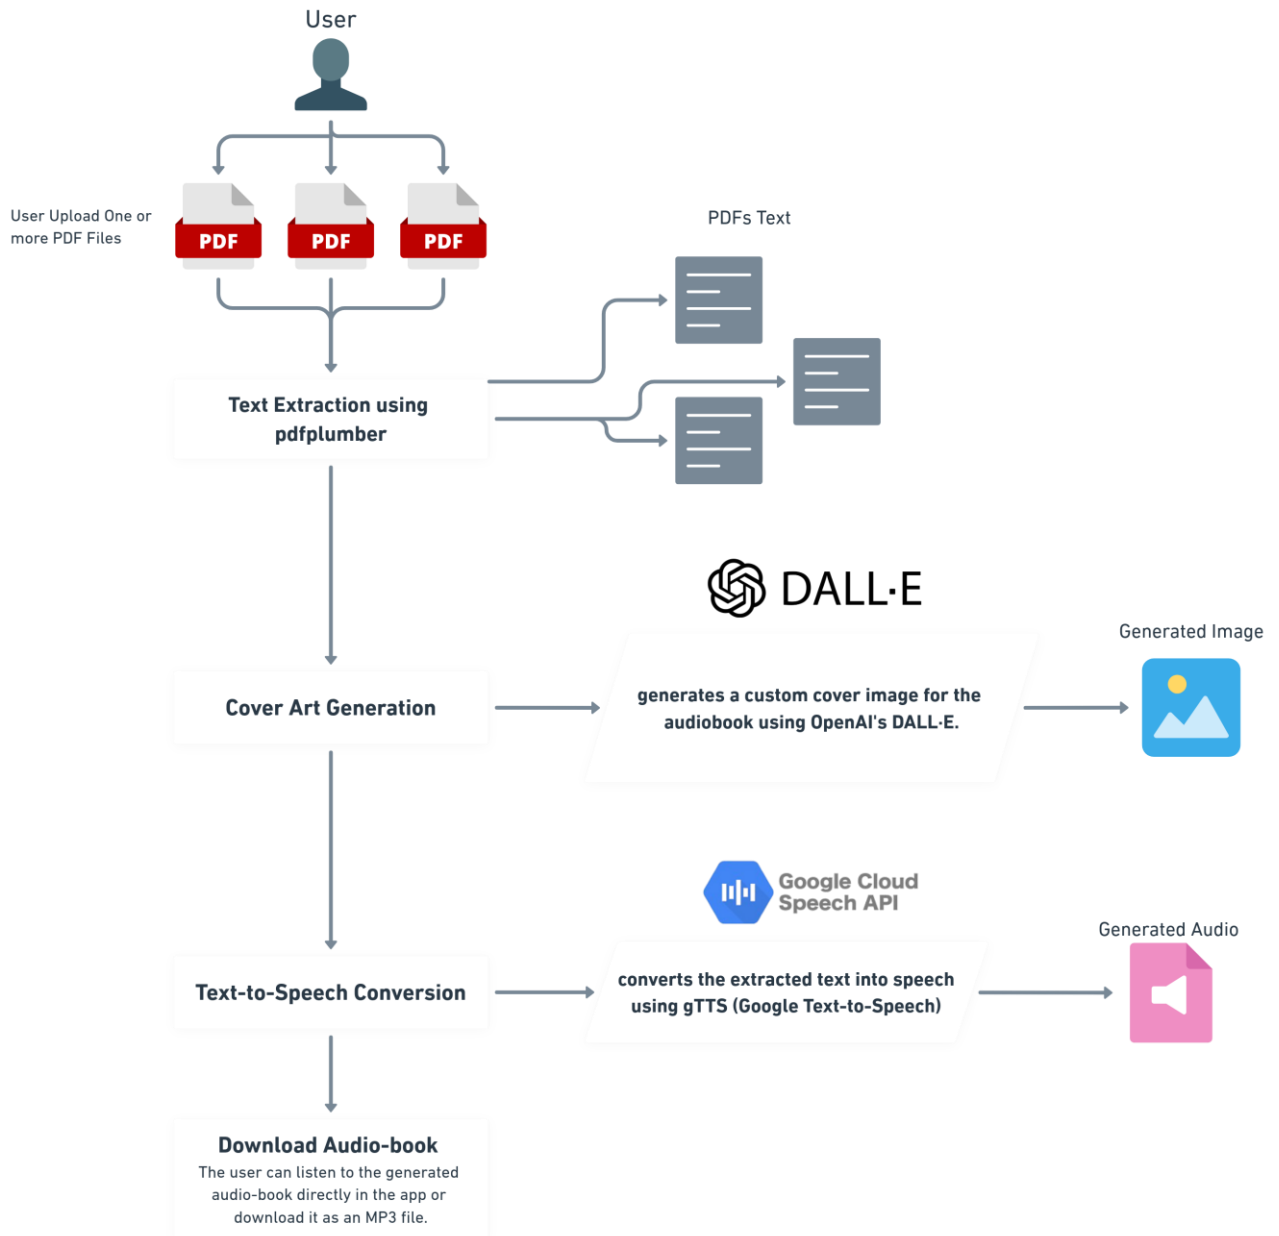 User
User Upload One or
more PDF Files
PDF
PDF
PDF
PDFs Text
Text Extraction using
pdfplumber
DALL·E
Generated Image
Cover Art Generation
generates a custom cover image for the
audiobook using OpenAI's DALL·E.
Google Cloud
Speech API
Generated Audio
Text-to-Speech Conversion
converts the extracted text into speech
using gTTS (Google Text-to-Speech)
Download Audio-book
The user can listen to the generated
audio-book directly in the app or
download it as an MP3 file.